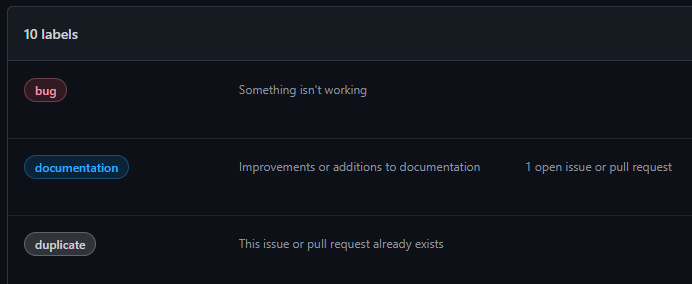 10 labels
bug Something isn't working
documentation Improvements or additions to documentation 1 open issue or pull request
duplicate This issue or pull request already exists